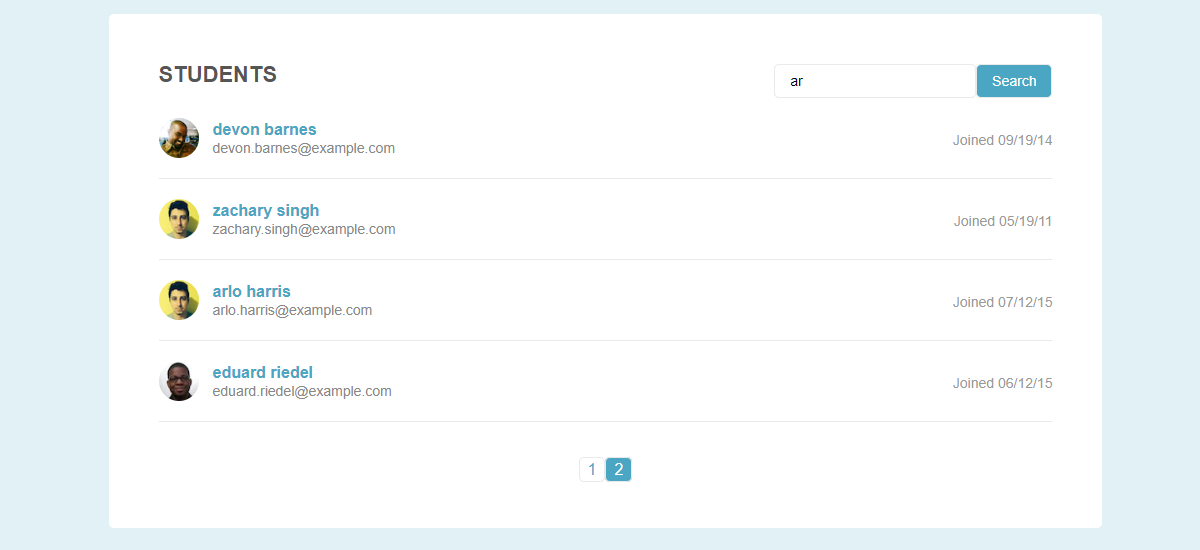 STUDENTS
ar
Search
devon barnes
devon.barnes@example.com
Joined 09/19/14
zachary singh
zachary.singh@example.com
Joined 05/19/11
arlo harris
arlo.harris@example.com
Joined 07/12/15
eduard riedel
eduard.riedel@example.com
Joined 06/12/15
1 2